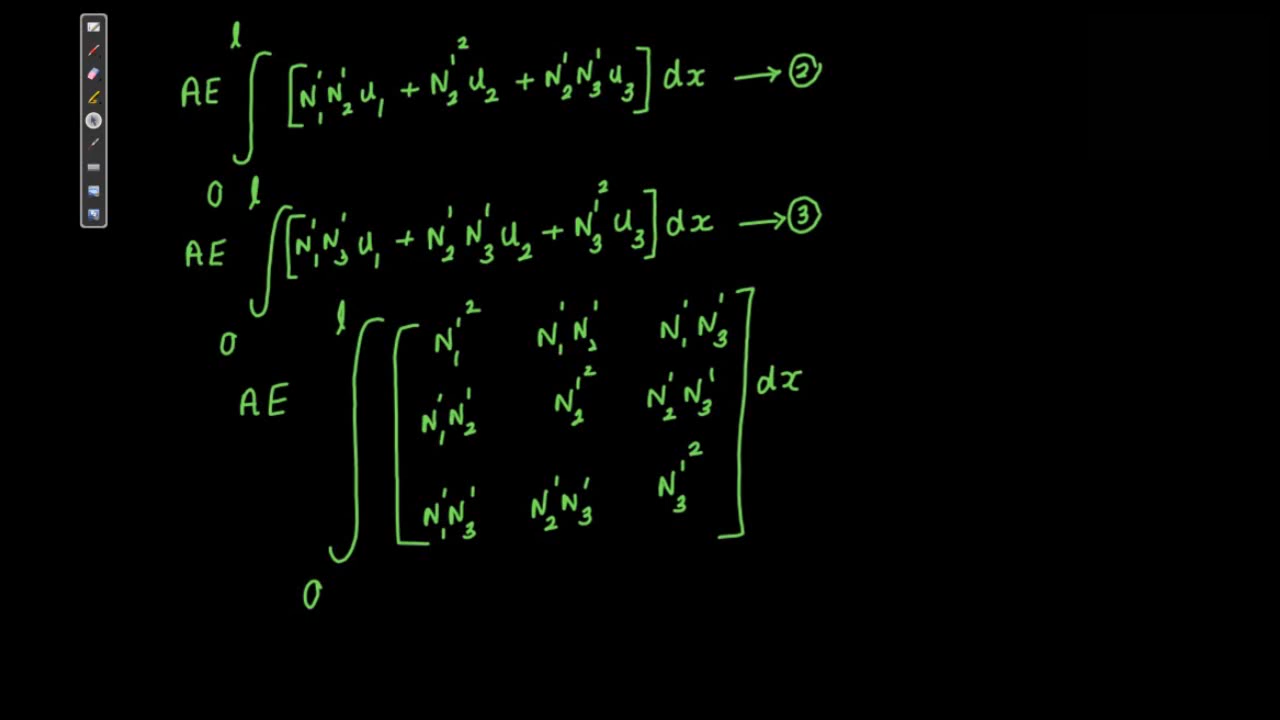 AE ∫₀ˡ [N₁'N₂'u₁ + N₂'²u₂ + N₂'N₃'u₃] dx → ②
AE ∫₀ˡ [N₁'N₃'u₁ + N₂'N₃'u₂ + N₃'²u₃] dx → ③
AE ∫₀ˡ [N₁'² N₁'N₂' N₁'N₃'
N₁'N₂' N₂'² N₂'N₃'
N₁'N₃' N₂'N₃' N₃'²] dx